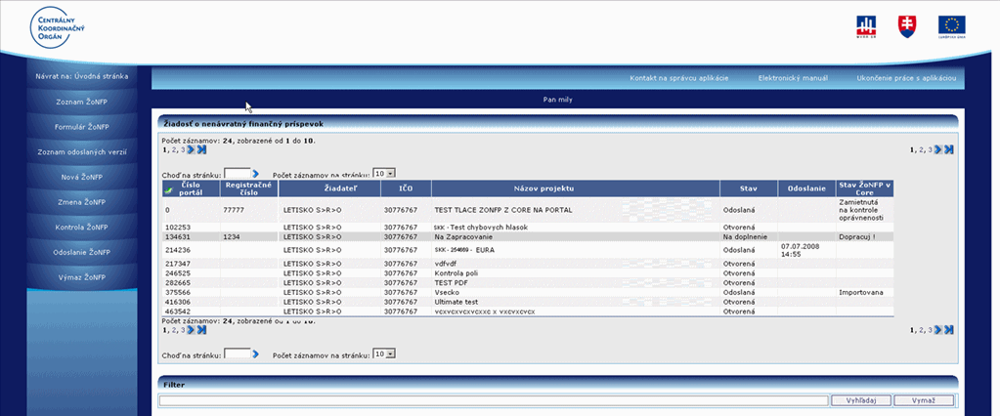 CENTRÁLNY
KOORDINAČNÝ
ORGÁN
Návrat na: Úvodná stránka
Zoznam ŽoNFP
Formulár ŽoNFP
Zoznam odoslaných verzií
Nová ŽoNFP
Zmena ŽoNFP
Kontrola ŽoNFP
Odoslanie ŽoNFP
Výmaz ŽoNFP
Kontakt na správcu aplikácie Elektronický manuál Ukončenie práce s aplikáciou
Pan mily
Žiadosť o nenávratný finančný príspevok
Počet záznamov: 24, zobrazené od 1 do 10.
1, 2, 3 1, 2, 3
Choď na stránku: Počet záznamov na stránku: 10
Číslo portál Registračné číslo Žiadateľ IČO Názov projektu Stav Odoslanie Stav ŽoNFP v Core
0 77777 LETISKO S>R>O 30776767 TEST TLACE ZONFP Z CORE NA PORTAL Odoslaná Zamietnutá na kontrole oprávnenosti
102253 LETISKO S>R>O 30776767 SKK - Test chybovych hlasok Otvorená
134631 1234 LETISKO S>R>O 30776767 Na Zapracovanie Na doplnenie Dopracuj !
214236 LETISKO S>R>O 30776767 SKK - 254669 - EURA Odoslaná 07.07.2008 14:55
217347 LETISKO S>R>O 30776767 vdfvdf Otvorená
246525 LETISKO S>R>O 30776767 Kontrola poli Otvorená
282665 LETISKO S>R>O 30776767 TEST PDF Otvorená
375566 LETISKO S>R>O 30776767 Vsecko Odoslaná Importovana
416306 LETISKO S>R>O 30776767 Ultimate test Otvorená
463542 LETISKO S>R>O 30776767 vcxvcxvcxvcxxc x vxcvxcvcx Otvorená
Počet záznamov: 24, zobrazené od 1 do 10.
1, 2, 3 1, 2, 3
Choď na stránku: Počet záznamov na stránku: 10
Filter
Vyhľadaj Vymaž